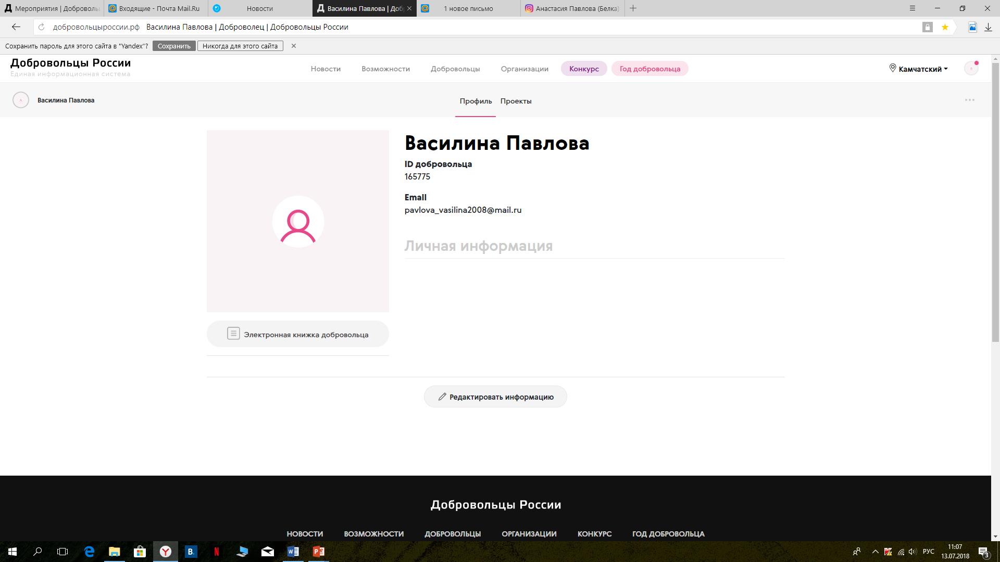 Мероприятия | Доброволь
Входящие - Почта Mail.Ru
Новости
Василина Павлова | Доб
1 новое письмо
Анастасия Павлова (Белка)
добровольцыроссии.рф Василина Павлова | Доброволец | Добровольцы России
Сохранить пароль для этого сайта в "Yandex"? Сохранить Никогда для этого сайта
Добровольцы России
Единая информационная система
Новости Возможности Добровольцы Организации Конкурс Год добровольца
Камчатский
Василина Павлова
Профиль Проекты
Василина Павлова
ID добровольца
165775
Email
pavlova_vasilina2008@mail.ru
Личная информация
Электронная книжка добровольца
Редактировать информацию
Добровольцы России
НОВОСТИ ВОЗМОЖНОСТИ ДОБРОВОЛЬЦЫ ОРГАНИЗАЦИИ КОНКУРС ГОД ДОБРОВОЛЬЦА
РУС
11:07
13.07.2018
3